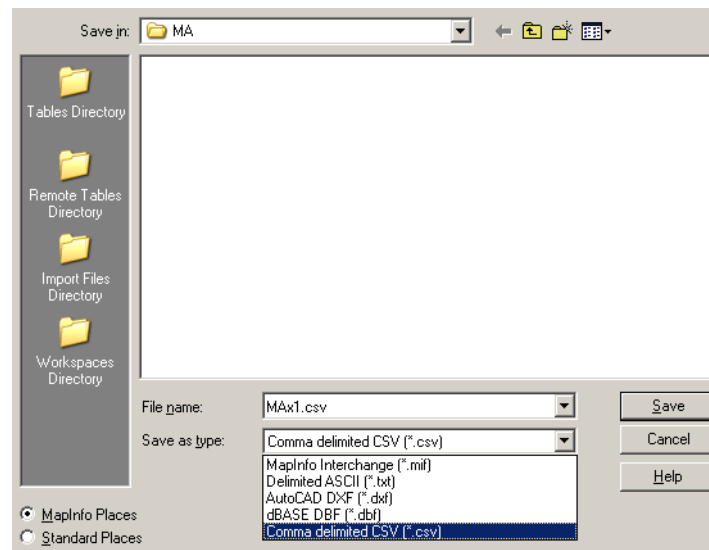 Save in:
MA
Tables Directory
Remote Tables
Directory
Import Files
Directory
Workspaces
Directory
File name:
MAx1.csv
Save
Save as type:
Comma delimited CSV (*.csv)
Cancel
MapInfo Interchange (*.mif)
Delimited ASCII (*.txt)
AutoCAD DXF (*.dxf)
dBASE DBF (*.dbf)
Comma delimited CSV (*.csv)
Help
MapInfo Places
Standard Places